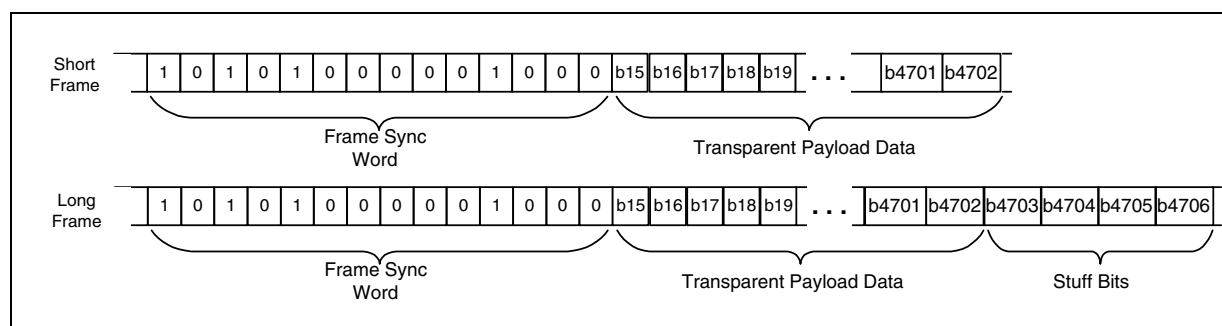 Short Frame 1 0 1 0 1 0 0 0 0 0 1 0 0 0 b15 b16 b17 b18 b19 . . . b4701 b4702
Frame Sync Word
Transparent Payload Data
Long Frame 1 0 1 0 1 0 0 0 0 0 1 0 0 0 b15 b16 b17 b18 b19 . . . b4701 b4702 b4703 b4704 b4705 b4706
Frame Sync Word
Transparent Payload Data
Stuff Bits